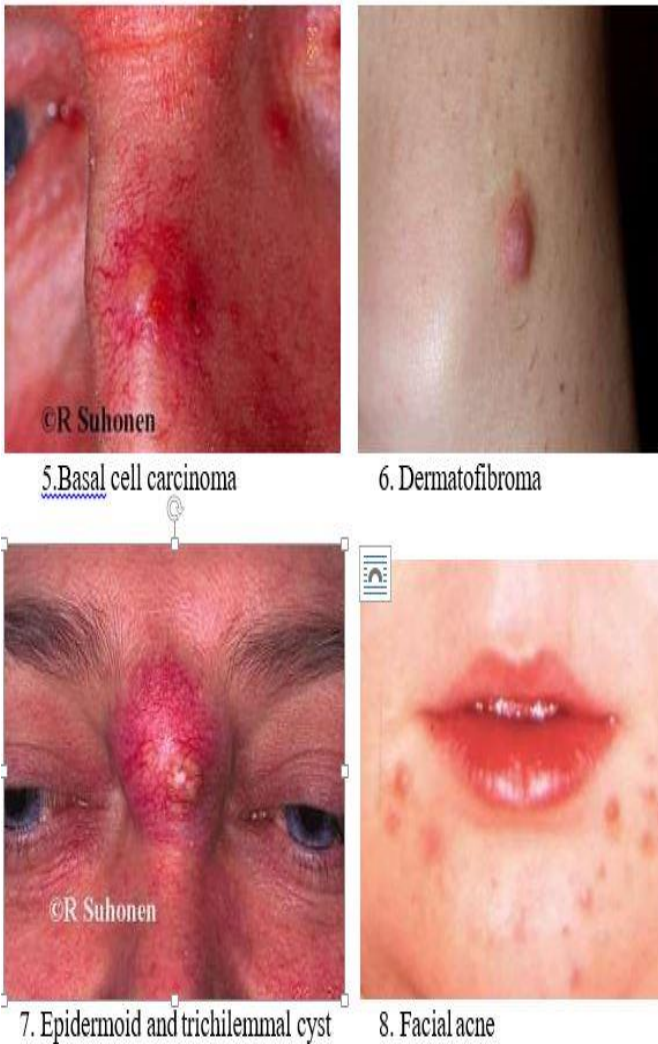 ©R Suhonen
5.Basal cell carcinoma
6. Dermatofibroma
©R Suhonen
7. Epidermoid and trichilemmal cyst
8. Facial acne